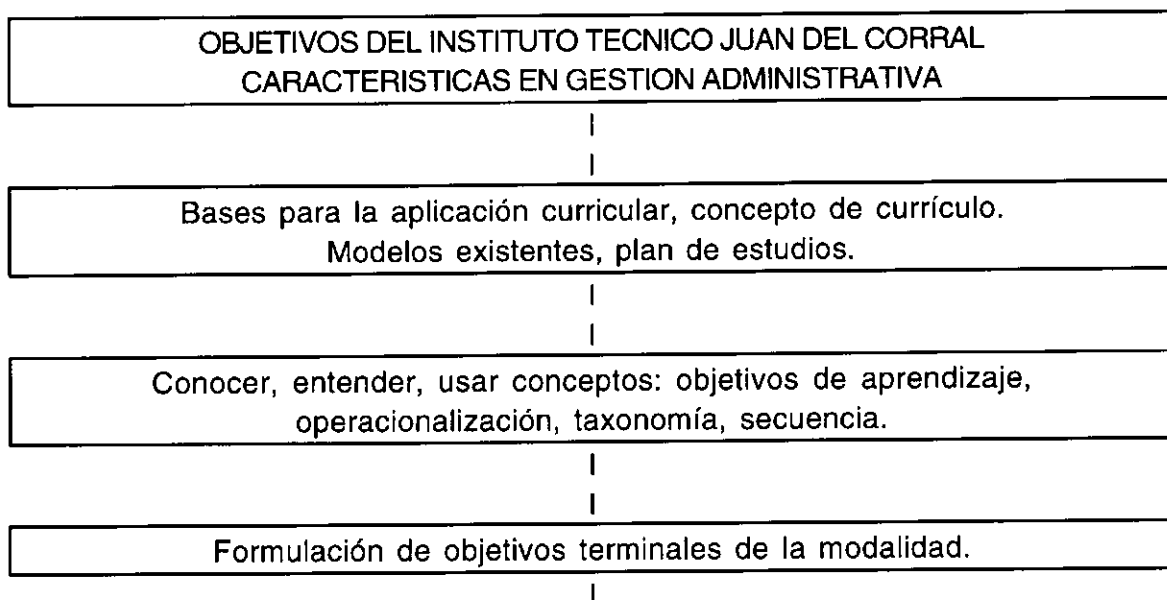 OBJETIVOS DEL INSTITUTO TECNICO JUAN DEL CORRAL
CARACTERISTICAS EN GESTION ADMINISTRATIVA
Bases para la aplicación curricular, concepto de currículo.
Modelos existentes, plan de estudios.
Conocer, entender, usar conceptos: objetivos de aprendizaje,
operacionalización, taxonomía, secuencia.
Formulación de objetivos terminales de la modalidad.